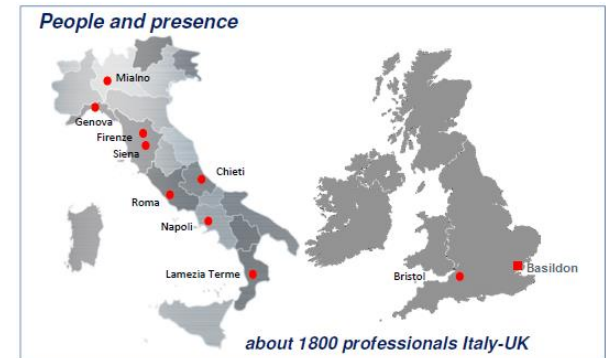 People and presence
Mialno
Genova
Firenze
Siena
Chieti
Roma
Napoli
Lamezia Terme
Bristol
Basildon
about 1800 professionals Italy-UK